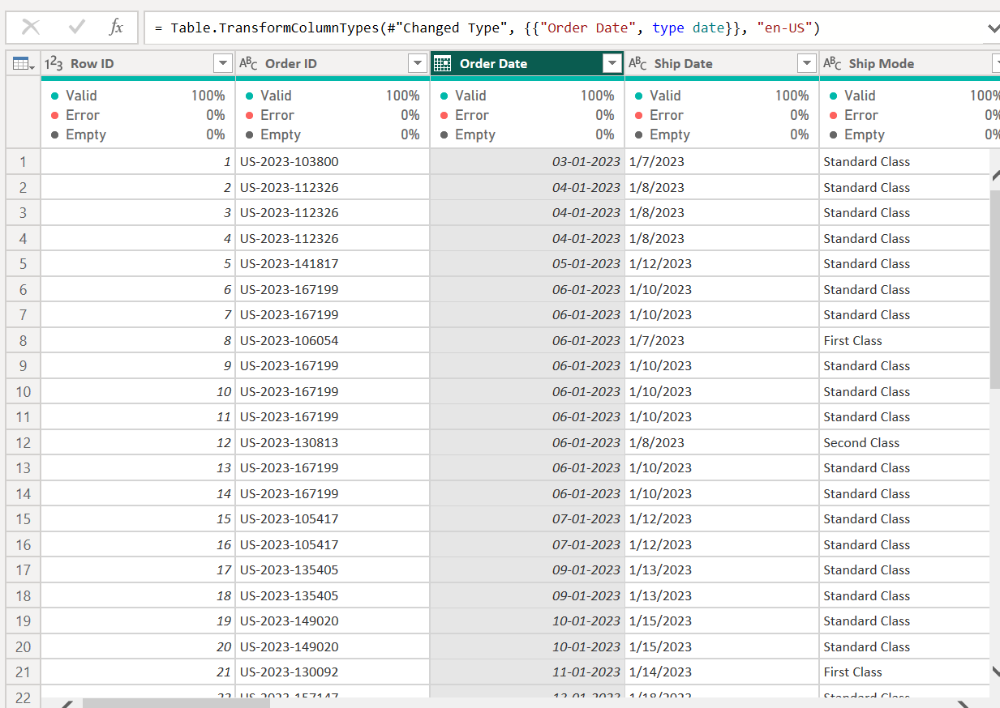 fx = Table.TransformColumnTypes(#"Changed Type", {{"Order Date", type date}}, "en-US")
123 Row ID ABC Order ID Order Date ABC Ship Date ABC Ship Mode
Valid 100% Valid 100% Valid 100% Valid 100% Valid 100%
Error 0% Error 0% Error 0% Error 0% Error 0%
Empty 0% Empty 0% Empty 0% Empty 0% Empty 0%
1 1 US-2023-103800 03-01-2023 1/7/2023 Standard Class
2 2 US-2023-112326 04-01-2023 1/8/2023 Standard Class
3 3 US-2023-112326 04-01-2023 1/8/2023 Standard Class
4 4 US-2023-112326 04-01-2023 1/8/2023 Standard Class
5 5 US-2023-141817 05-01-2023 1/12/2023 Standard Class
6 6 US-2023-167199 06-01-2023 1/10/2023 Standard Class
7 7 US-2023-167199 06-01-2023 1/10/2023 Standard Class
8 8 US-2023-106054 06-01-2023 1/7/2023 First Class
9 9 US-2023-167199 06-01-2023 1/10/2023 Standard Class
10 10 US-2023-167199 06-01-2023 1/10/2023 Standard Class
11 11 US-2023-167199 06-01-2023 1/10/2023 Standard Class
12 12 US-2023-130813 06-01-2023 1/8/2023 Second Class
13 13 US-2023-167199 06-01-2023 1/10/2023 Standard Class
14 14 US-2023-167199 06-01-2023 1/10/2023 Standard Class
15 15 US-2023-105417 07-01-2023 1/12/2023 Standard Class
16 16 US-2023-105417 07-01-2023 1/12/2023 Standard Class
17 17 US-2023-135405 09-01-2023 1/13/2023 Standard Class
18 18 US-2023-135405 09-01-2023 1/13/2023 Standard Class
19 19 US-2023-149020 10-01-2023 1/15/2023 Standard Class
20 20 US-2023-149020 10-01-2023 1/15/2023 Standard Class
21 21 US-2023-130092 11-01-2023 1/14/2023 First Class
22 22 US-2023-157147 1/18/2023 Standard Class